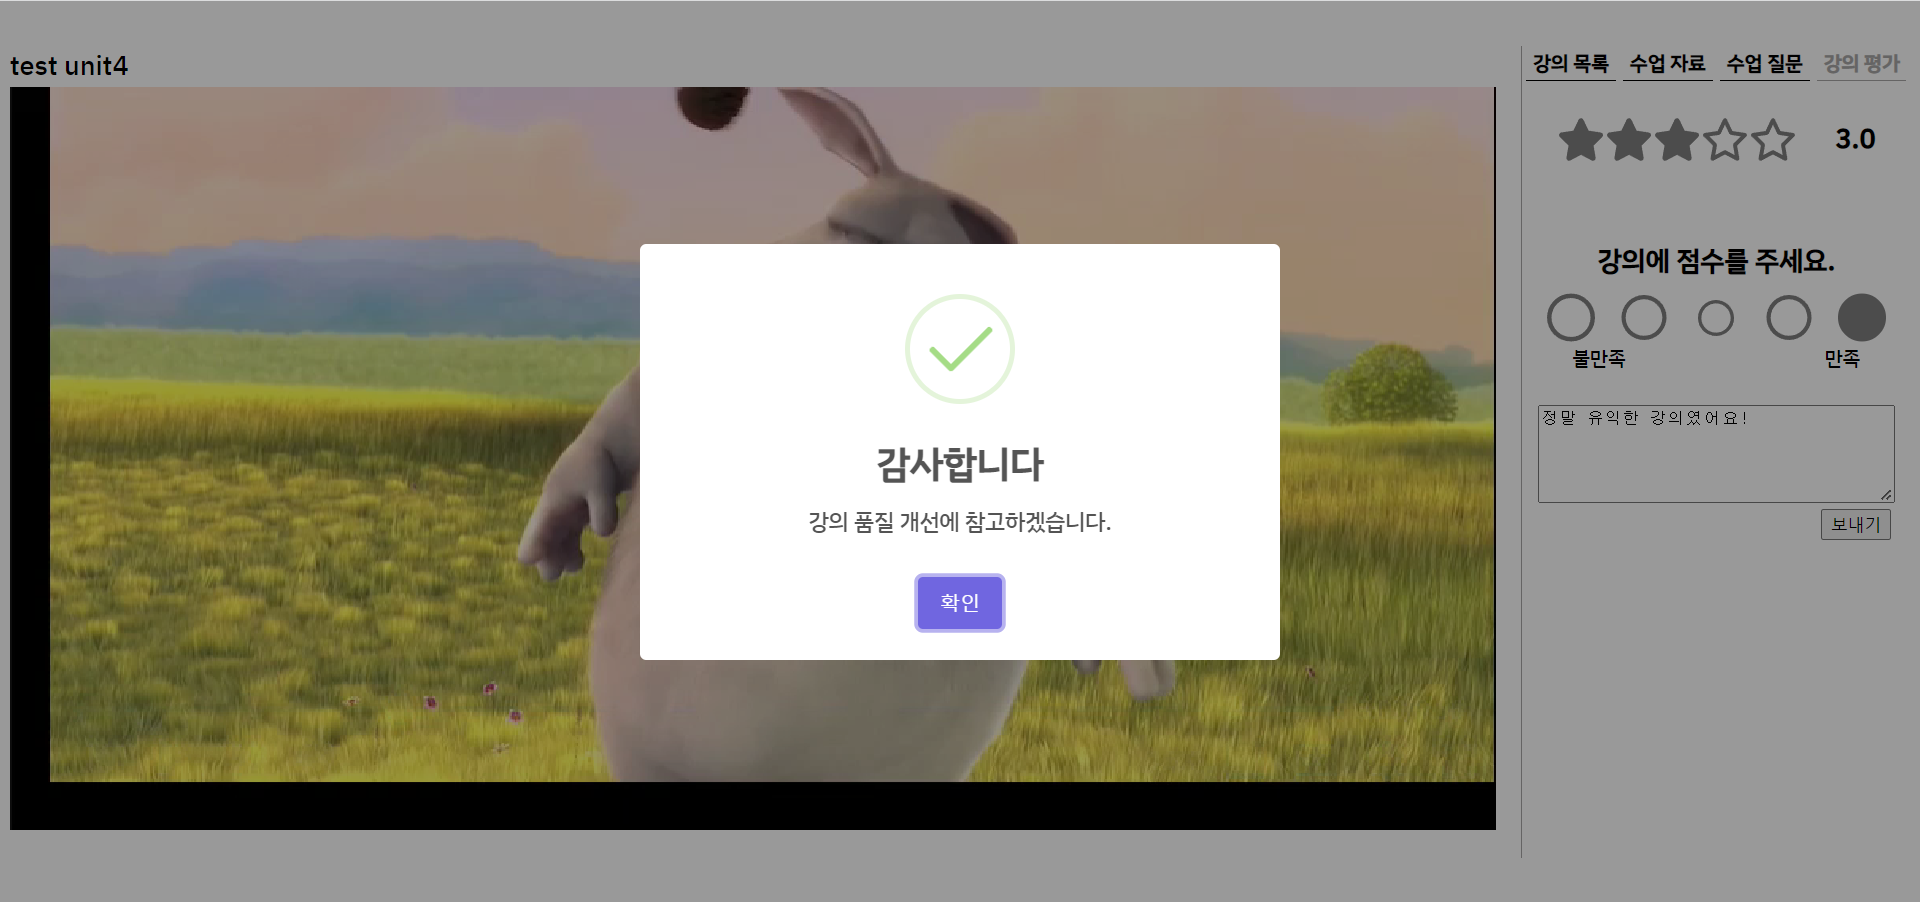 test unit4
강의 목록 수업 자료 수업 질문 강의 평가
3.0
강의에 점수를 주세요.
불만족 만족
정말 유익한 강의였어요!
보내기
감사합니다
강의 품질 개선에 참고하겠습니다.
확인